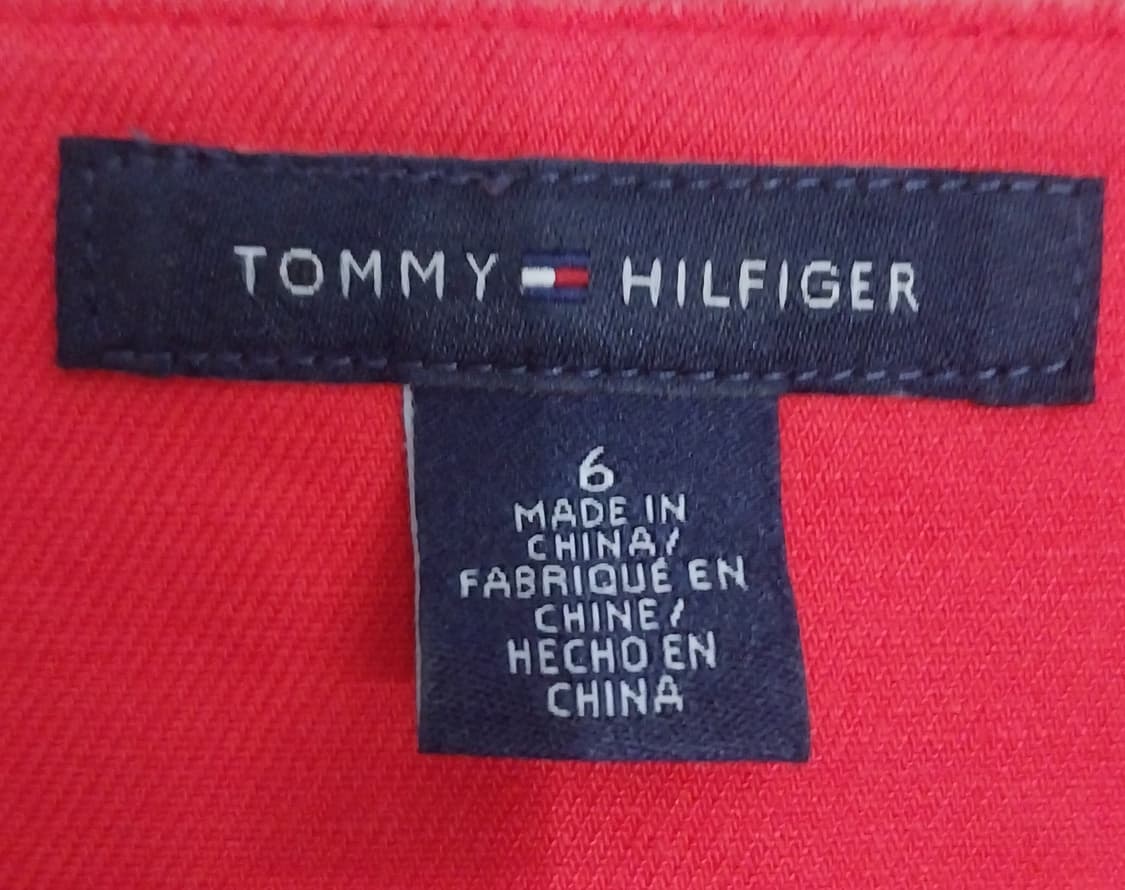 TOMMY HILFIGER
6
MADE IN
CHINA/
FABRIQUÉ EN
CHINE/
HECHO EN
CHINA